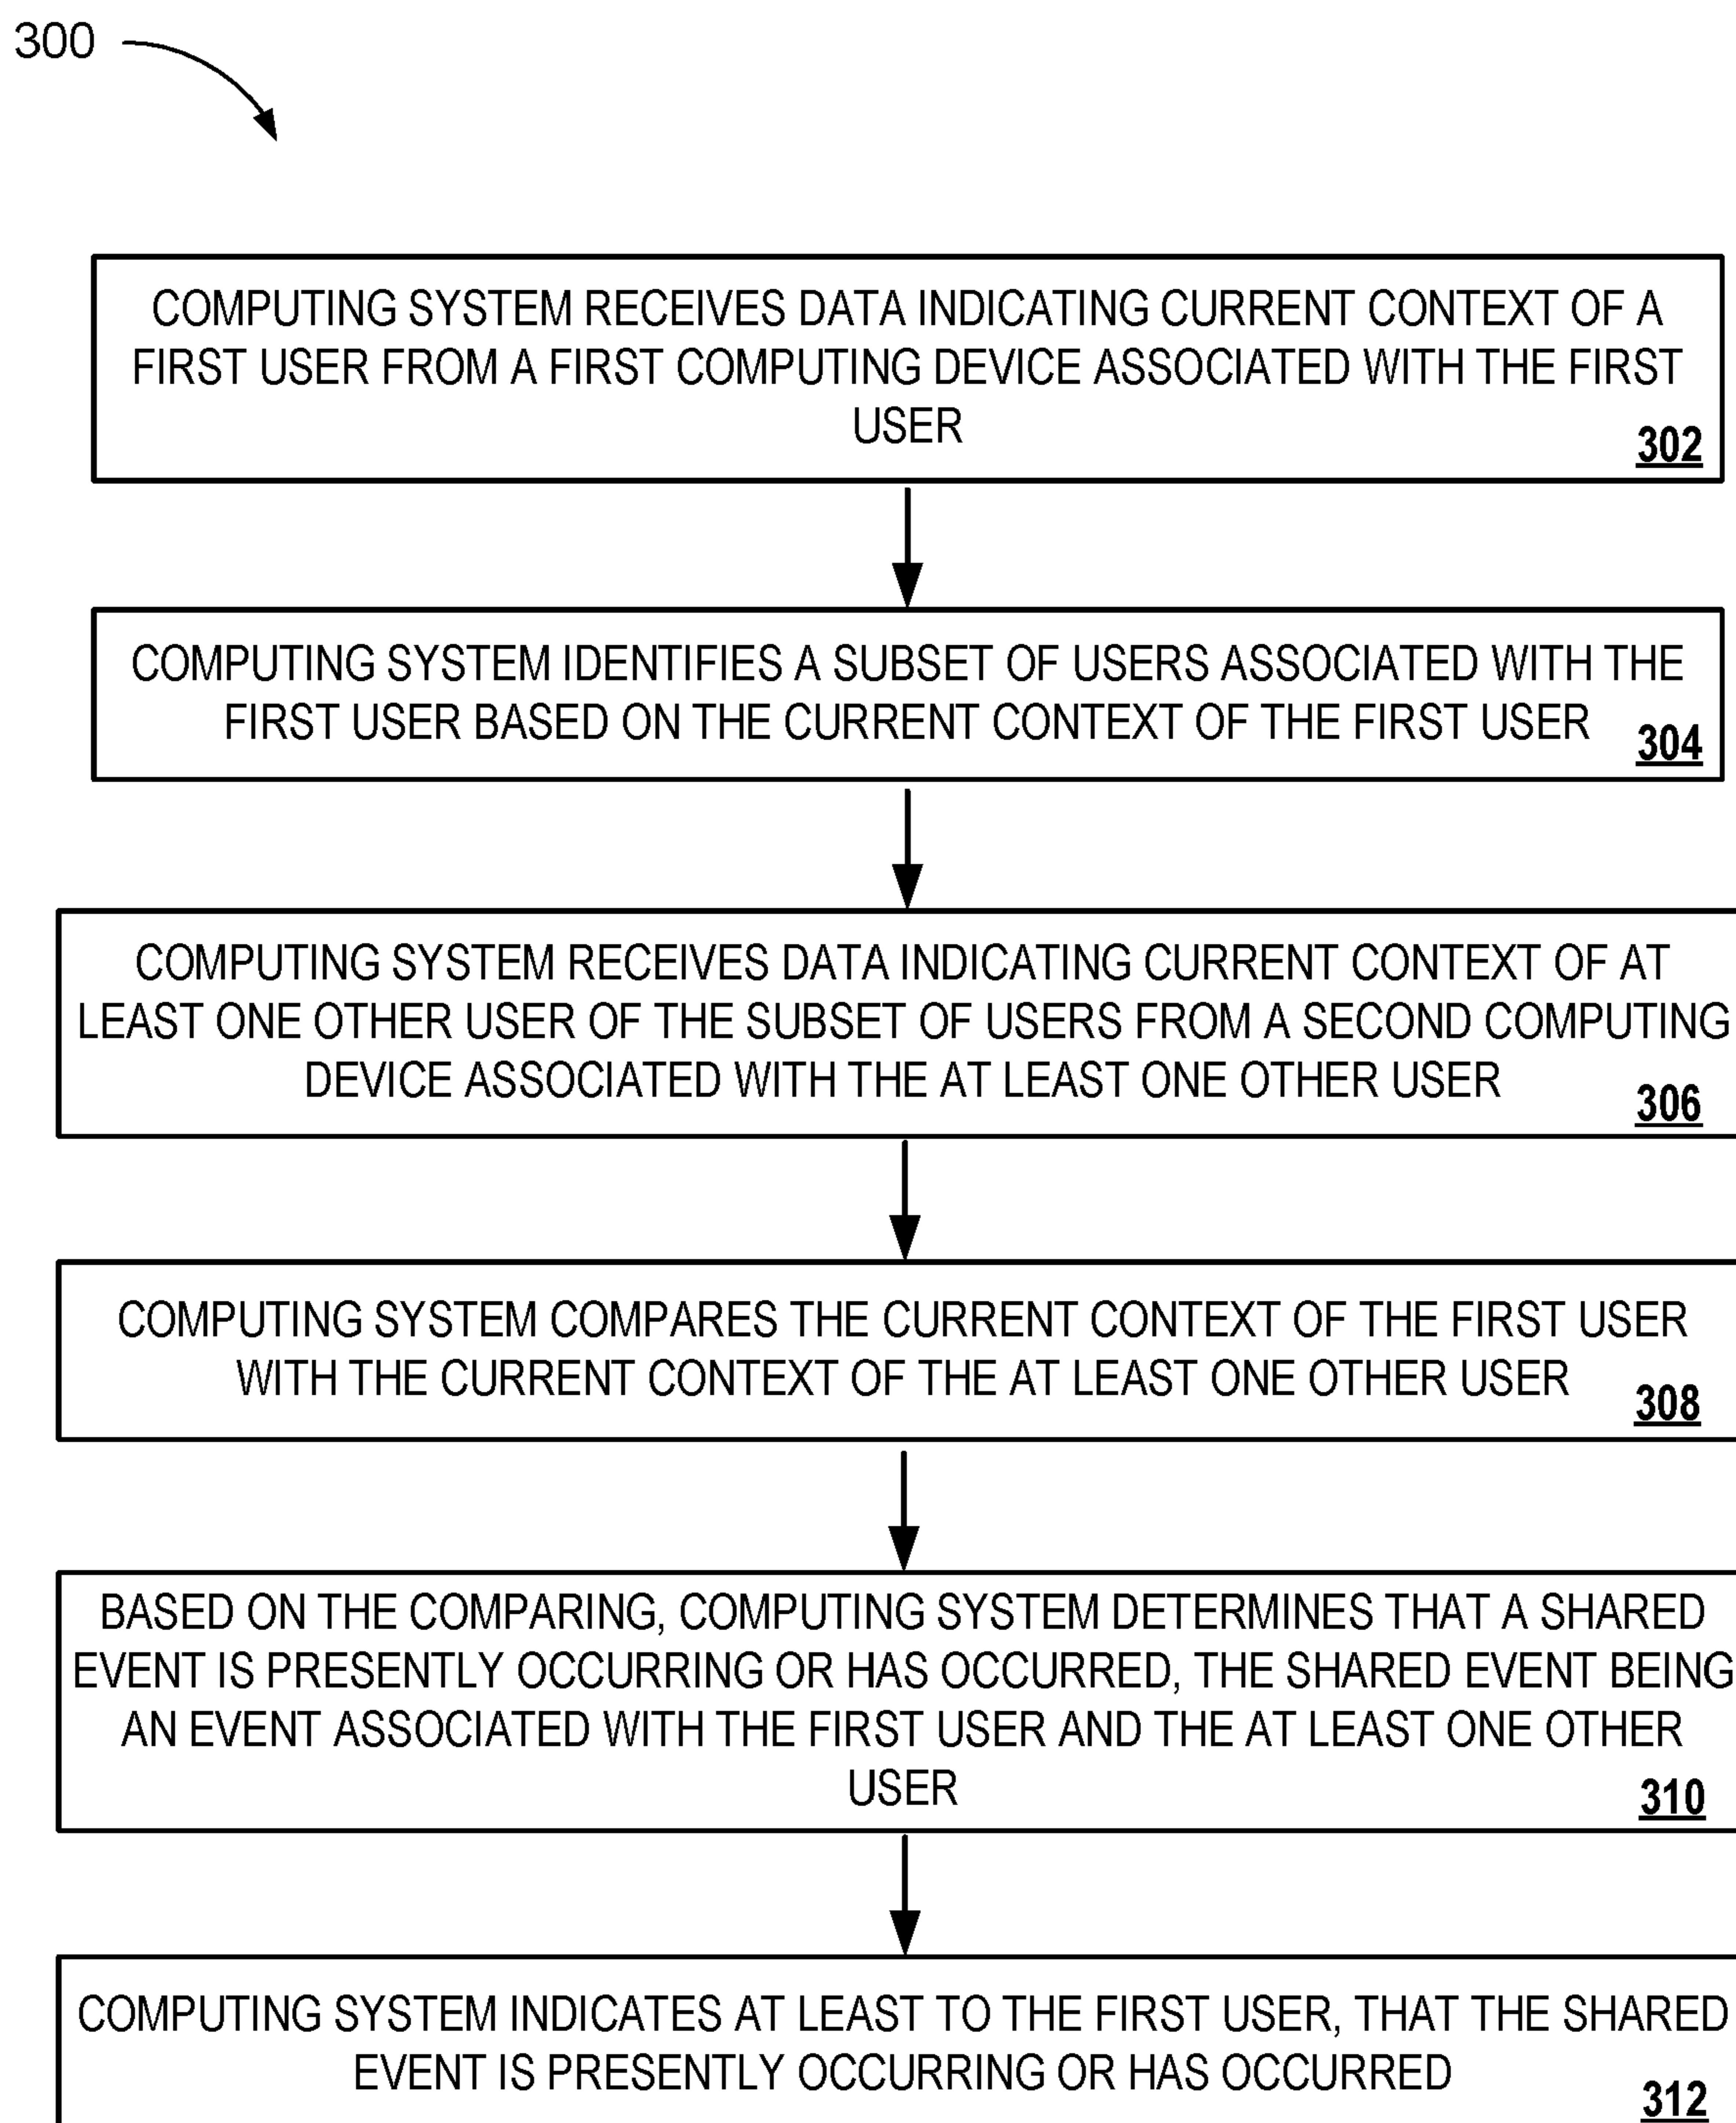 300
COMPUTING SYSTEM RECEIVES DATA INDICATING CURRENT CONTEXT OF A
FIRST USER FROM A FIRST COMPUTING DEVICE ASSOCIATED WITH THE FIRST
USER
302
COMPUTING SYSTEM IDENTIFIES A SUBSET OF USERS ASSOCIATED WITH THE
FIRST USER BASED ON THE CURRENT CONTEXT OF THE FIRST USER
304
COMPUTING SYSTEM RECEIVES DATA INDICATING CURRENT CONTEXT OF AT
LEAST ONE OTHER USER OF THE SUBSET OF USERS FROM A SECOND COMPUTING
DEVICE ASSOCIATED WITH THE AT LEAST ONE OTHER USER
306
COMPUTING SYSTEM COMPARES THE CURRENT CONTEXT OF THE FIRST USER
WITH THE CURRENT CONTEXT OF THE AT LEAST ONE OTHER USER
308
BASED ON THE COMPARING, COMPUTING SYSTEM DETERMINES THAT A SHARED
EVENT IS PRESENTLY OCCURRING OR HAS OCCURRED, THE SHARED EVENT BEING
AN EVENT ASSOCIATED WITH THE FIRST USER AND THE AT LEAST ONE OTHER
USER
310
COMPUTING SYSTEM INDICATES AT LEAST TO THE FIRST USER, THAT THE SHARED
EVENT IS PRESENTLY OCCURRING OR HAS OCCURRED
312